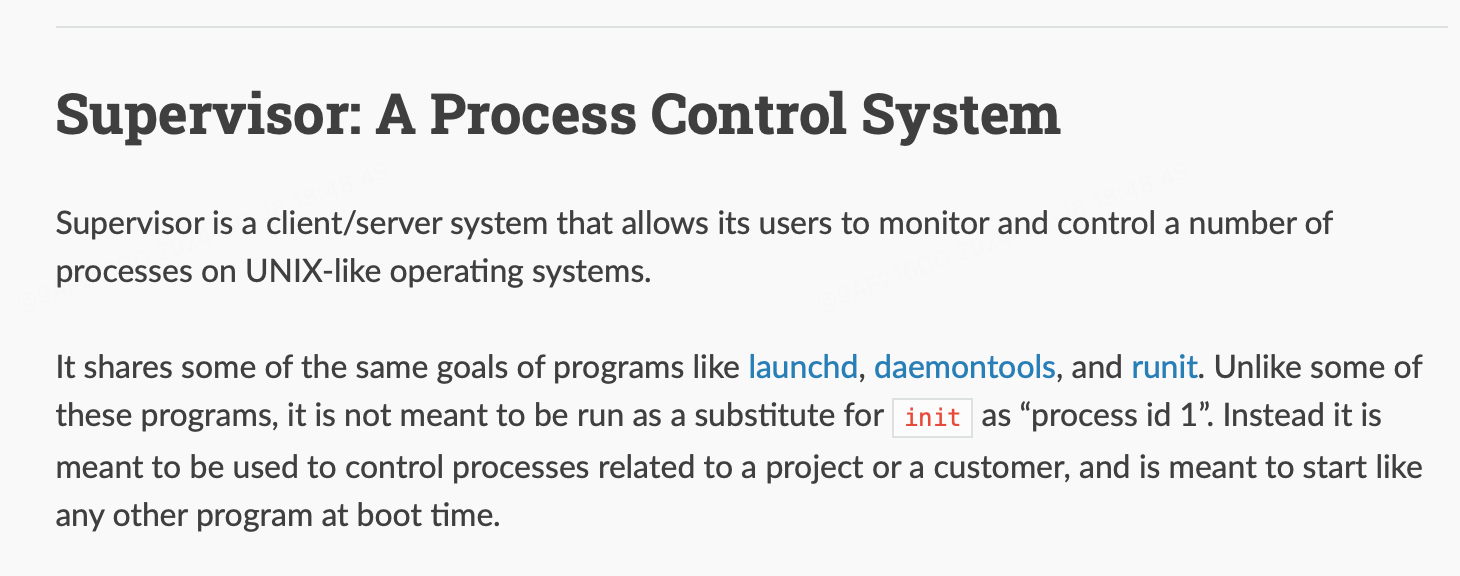 Supervisor: A Process Control System
Supervisor is a client/server system that allows its users to monitor and control a number of
processes on UNIX-like operating systems.
It shares some of the same goals of programs like launchd, daemontools, and runit. Unlike some of
these programs, it is not meant to be run as a substitute for init as “process id 1”. Instead it is
meant to be used to control processes related to a project or a customer, and is meant to start like
any other program at boot time.